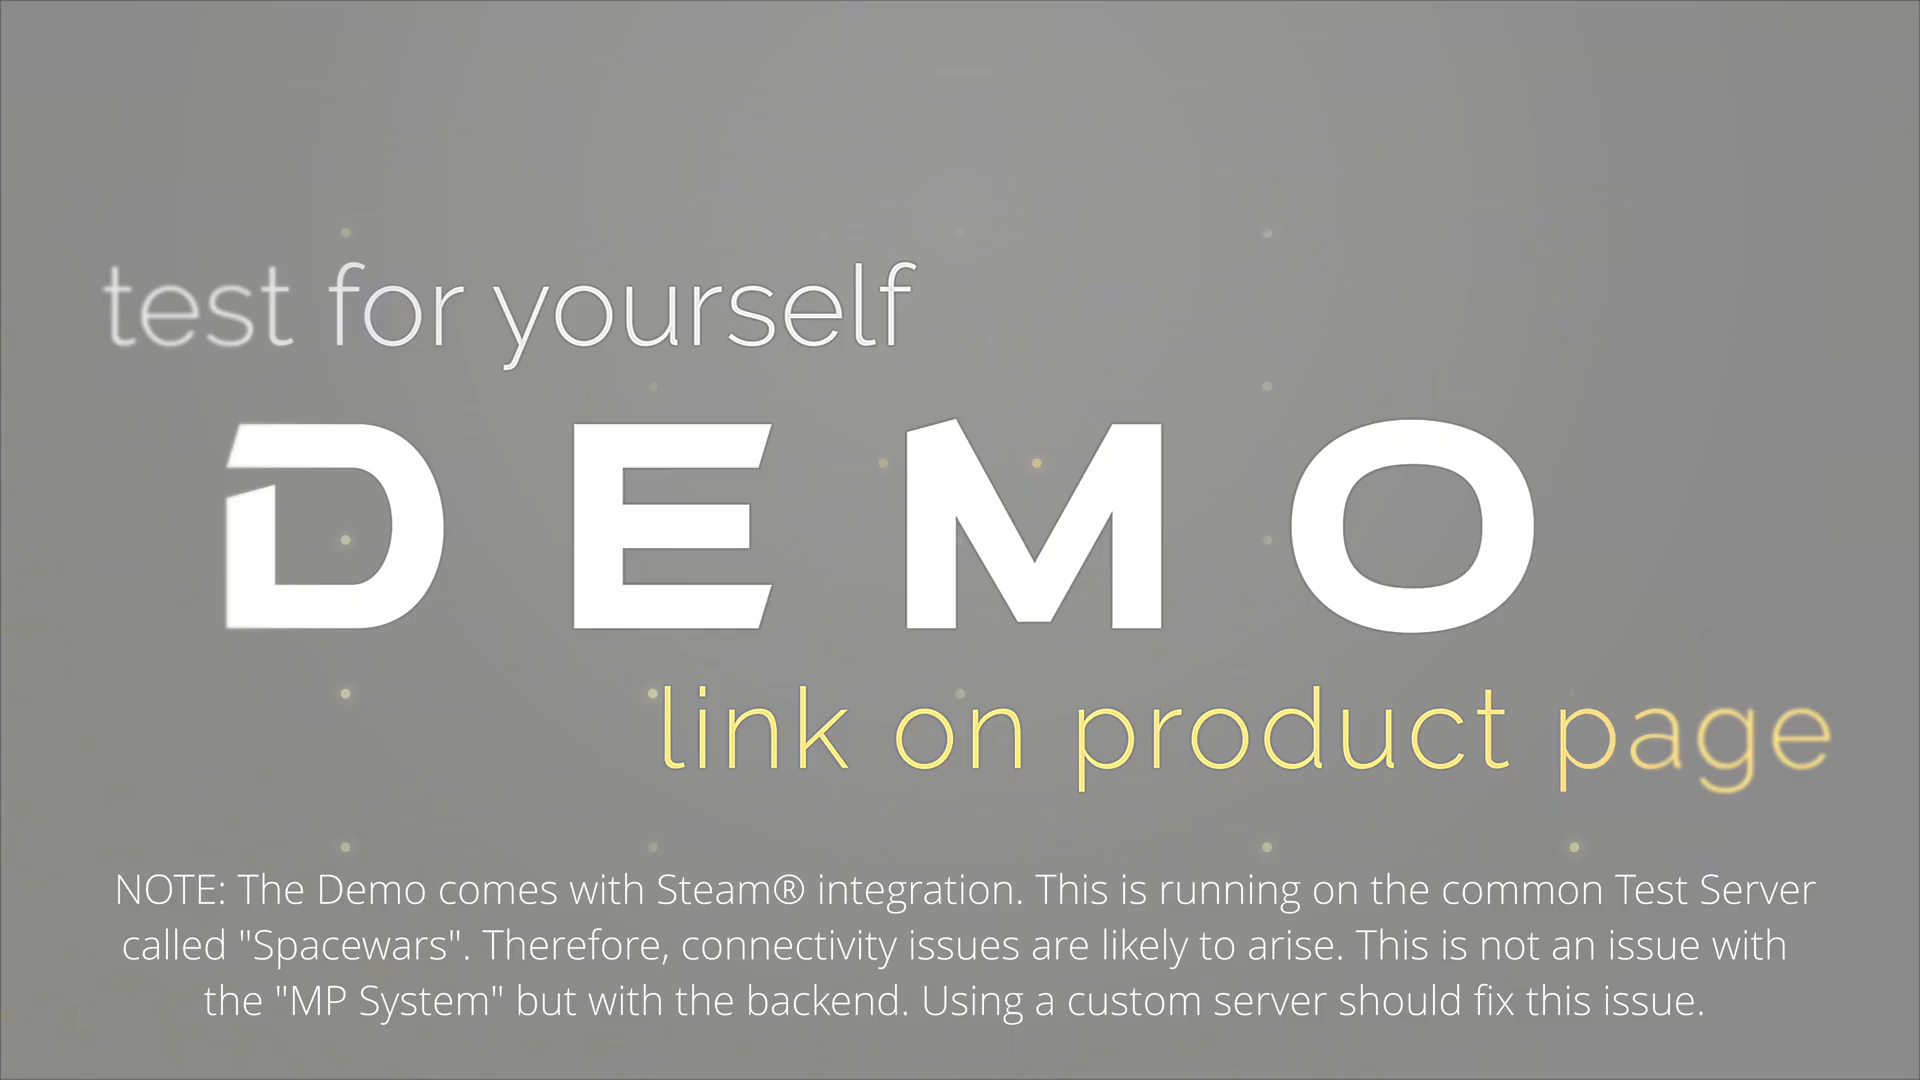 test for yourself
DEMO
link on product page
NOTE: The Demo comes with Steam® integration. This is running on the common Test Server
called "Spacewars". Therefore, connectivity issues are likely to arise. This is not an issue with
the "MP System" but with the backend. Using a custom server should fix this issue.